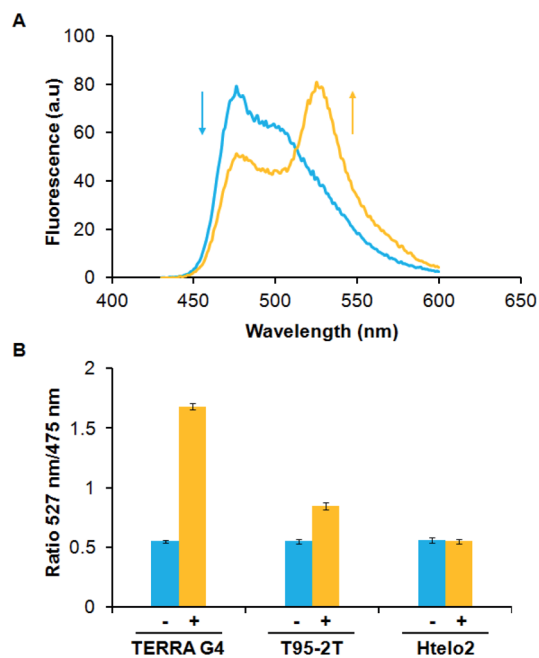 A
100
80
60
40
20
0
Fluorescence (a.u)
400 450 500 550 600 650
Wavelength (nm)
B
2
1.5
1
0.5
0
Ratio 527 nm/475 nm
- + - + - +
TERRA G4 T95-2T Htelo2